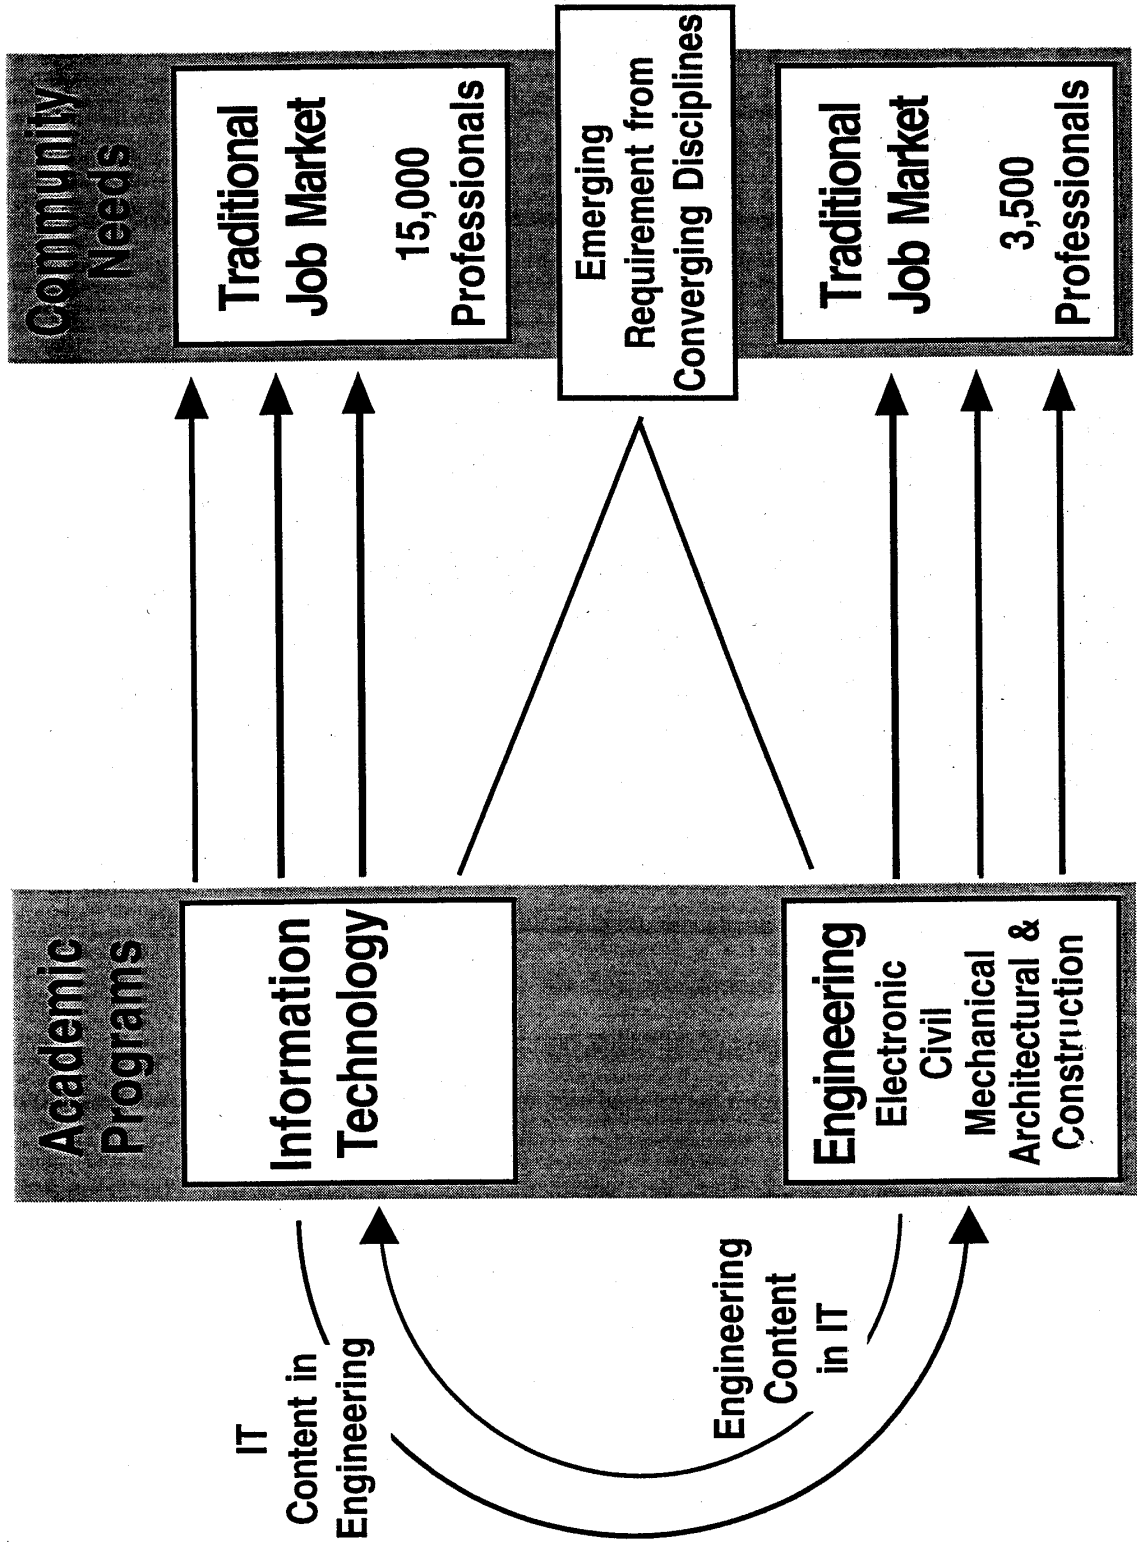 Academic
Programs
Information
Technology
Engineering
Electronic
Civil
Mechanical
Architectural &
Construction
IT
Content in
Engineering
Engineering
Content
in IT
Community
Needs
Traditional
Job Market
15,000
Professionals
Emerging
Requirement from
Converging Disciplines
Traditional
Job Market
3,500
Professionals